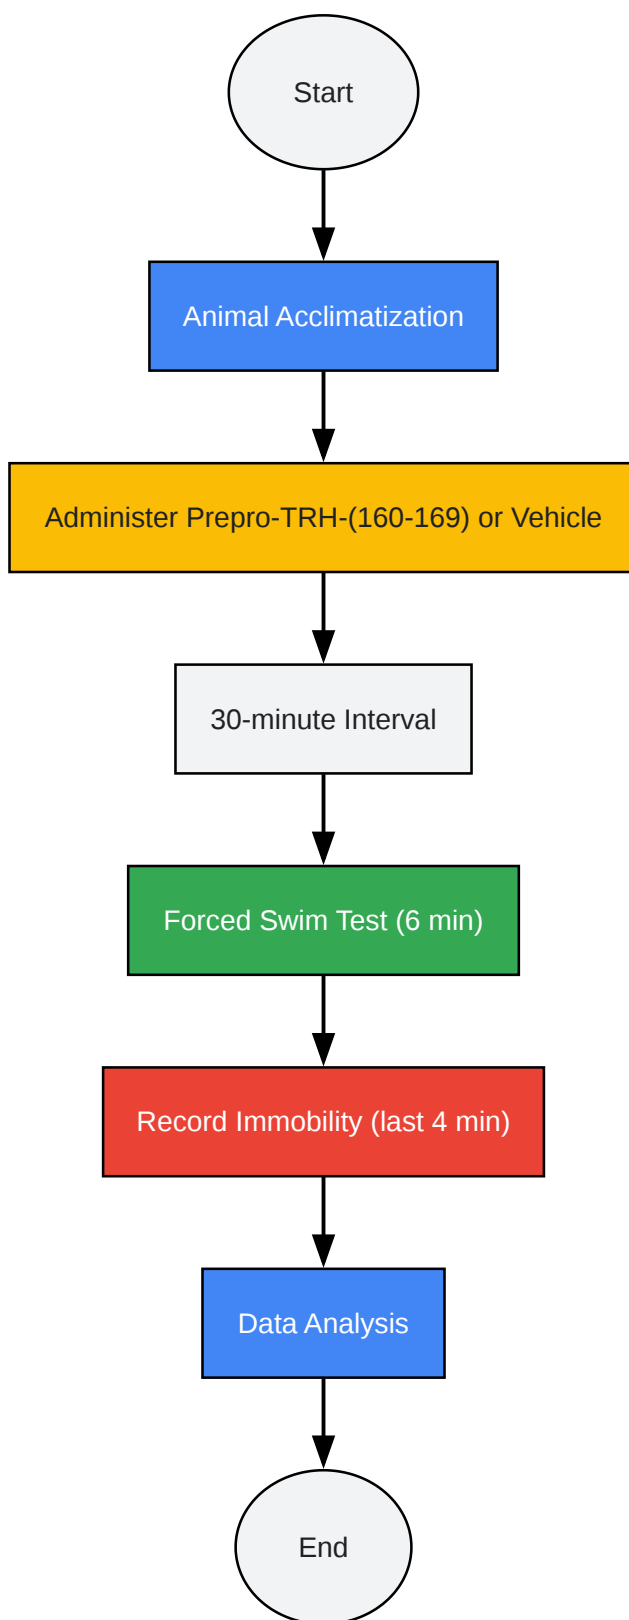 Start
Animal Acclimatization
Administer Prepro-TRH-(160-169) or Vehicle
30-minute Interval
Forced Swim Test (6 min)
Record Immobility (last 4 min)
Data Analysis
End